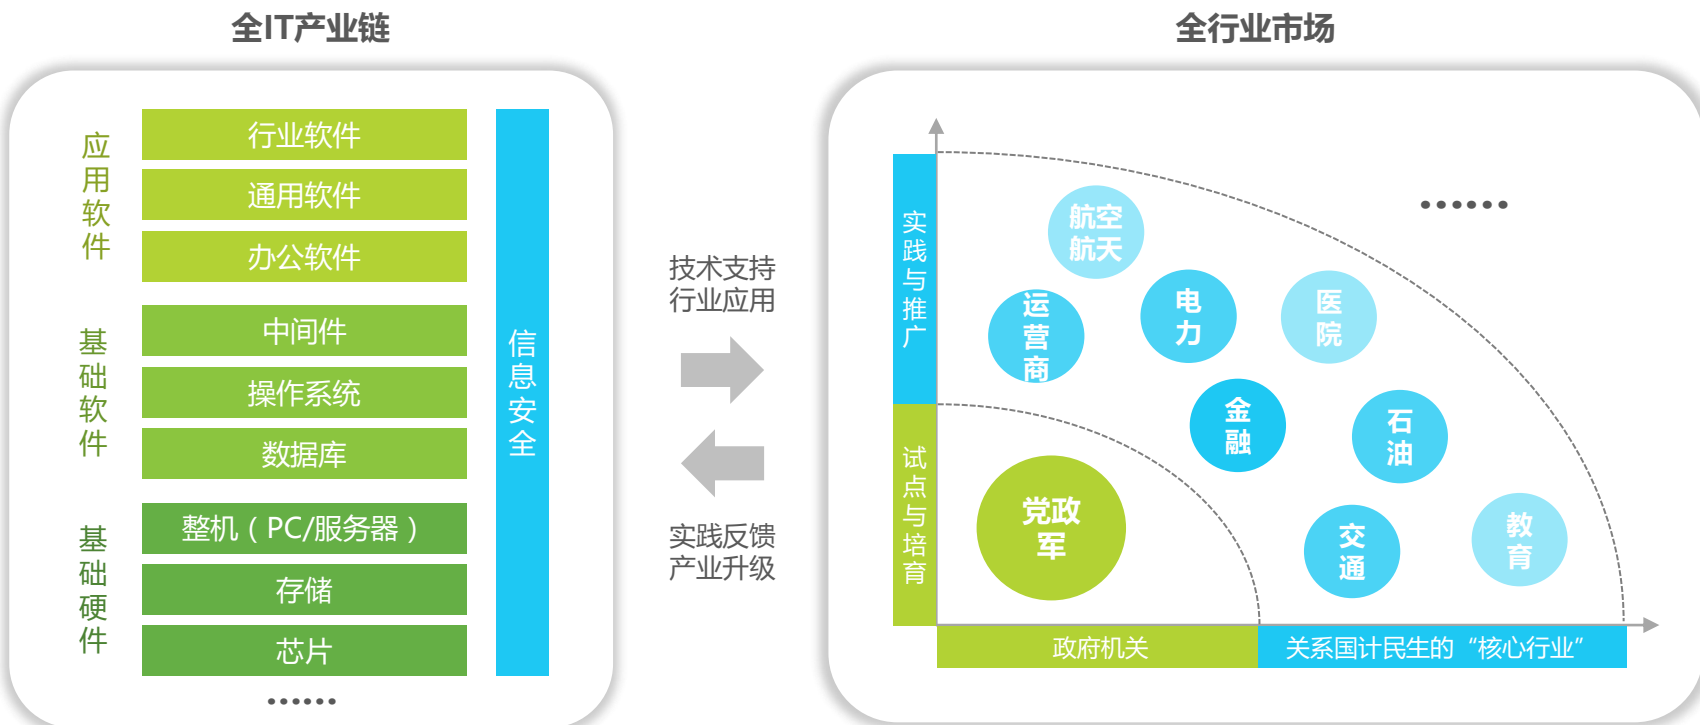 全IT产业链
应用软件
行业软件
通用软件
办公软件
基础软件
中间件
操作系统
数据库
基础硬件
整机（PC/服务器）
存储
芯片
······
信息安全
技术支持
行业应用
实践反馈
产业升级
全行业市场
实践与推广
试点与培育
······
航空
航天
运营商
电力
医院
金融
石油
党政
军
交通
教育
政府机关
关系国计民生的“核心行业”